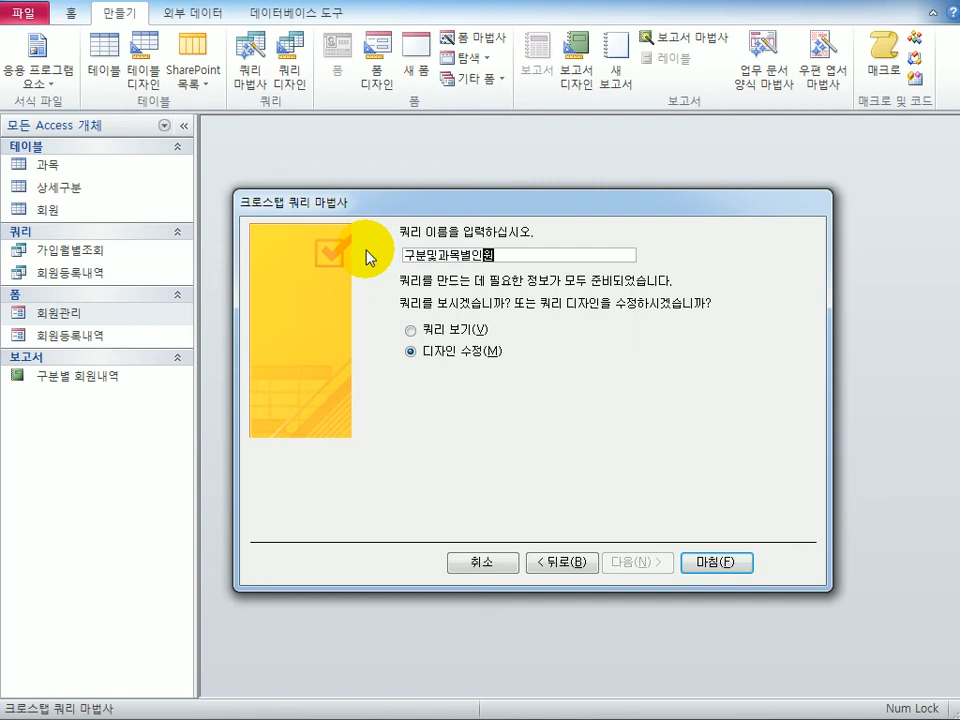 파일 홈 만들기 외부 데이터 데이터베이스 도구
응용 프로그램 요소 테이블 테이블 디자인 SharePoint 목록 쿼리 마법사 쿼리 디자인 폼 폼 디자인 새 폼 폼 마법사 탐색 기타 폼 보고서 보고서 디자인 새 보고서 보고서 마법사 레이블 업무 문서 양식 마법사 우편 엽서 마법사 매크로
서식 파일 테이블 쿼리 폼 보고서 매크로 및 코드
모든 Access 개체
테이블
과목
상세구분
회원
쿼리
가입월별조회
회원등록내역
폼
회원관리
회원등록내역
보고서
구분별 회원내역
크로스탭 쿼리 마법사
쿼리 이름을 입력하십시오.
구분및과목별인원
쿼리를 만드는 데 필요한 정보가 모두 준비되었습니다.
쿼리를 보시겠습니까? 또는 쿼리 디자인을 수정하시겠습니까?
쿼리 보기(V)
디자인 수정(M)
취소 < 뒤로(B) 다음(N) > 마침(F)
크로스탭 쿼리 마법사 Num Lock